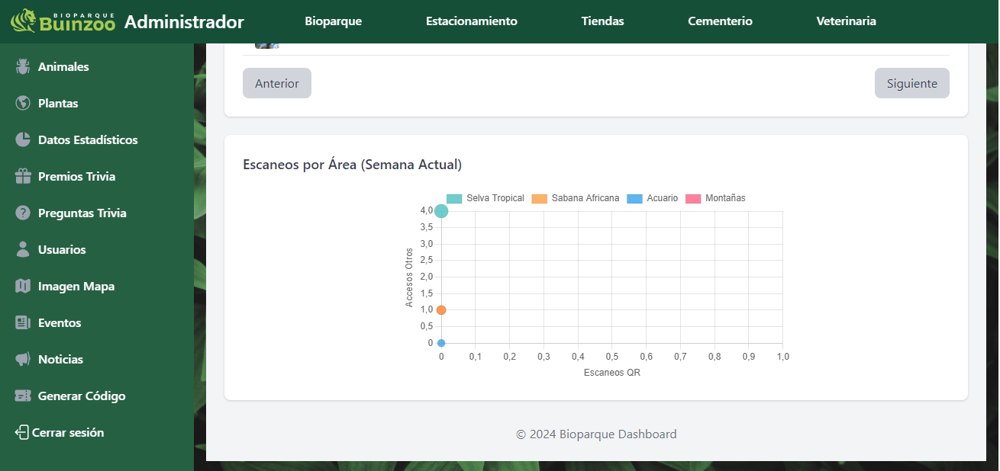 BIOPARQUE
Buinzoo
Administrador
Bioparque
Estacionamiento
Tiendas
Cementerio
Veterinaria
Animales
Plantas
Datos Estadísticos
Premios Trivia
Preguntas Trivia
Usuarios
Imagen Mapa
Eventos
Noticias
Generar Código
Cerrar sesión
Anterior
Siguiente
Escaneos por Área (Semana Actual)
Selva Tropical
Sabana Africana
Acuario
Montañas
Accesos Otros
4,0
3,5
3,0
2,5
2,0
1,5
1,0
0,5
0
0 0,1 0,2 0,3 0,4 0,5 0,6 0,7 0,8 0,9 1,0
Escaneos QR
© 2024 Bioparque Dashboard